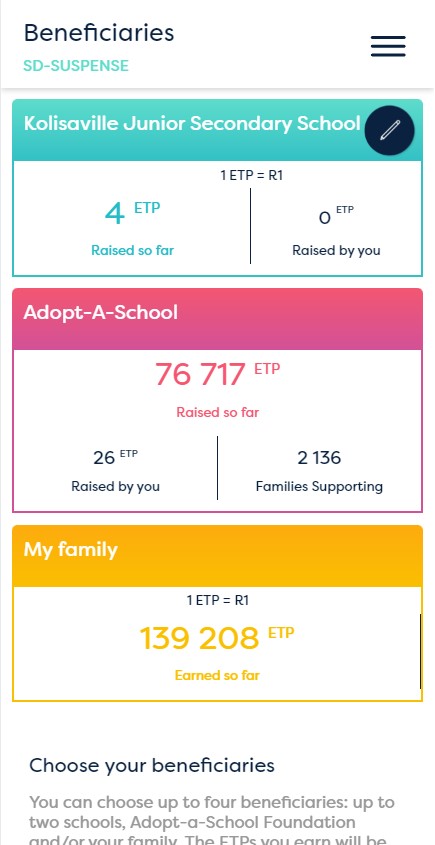 Beneficiaries
SD-SUSPENSE
Kolisaville Junior Secondary School
1 ETP = R1
4 ETP
0 ETP
Raised so far
Raised by you
Adopt-A-School
76 717 ETP
Raised so far
26 ETP
2 136
Raised by you
Families Supporting
My family
1 ETP = R1
139 208 ETP
Earned so far
Choose your beneficiaries
You can choose up to four beneficiaries: up to
two schools, Adopt-a-School Foundation
and/or your family. The ETPs you earn will be